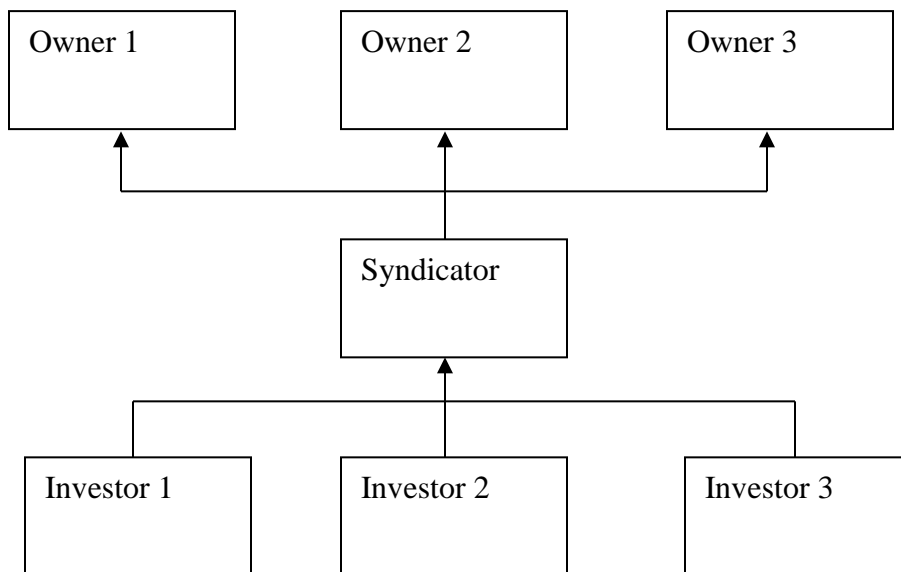 Owner 1
Owner 2
Owner 3
Syndicator
Investor 1
Investor 2
Investor 3